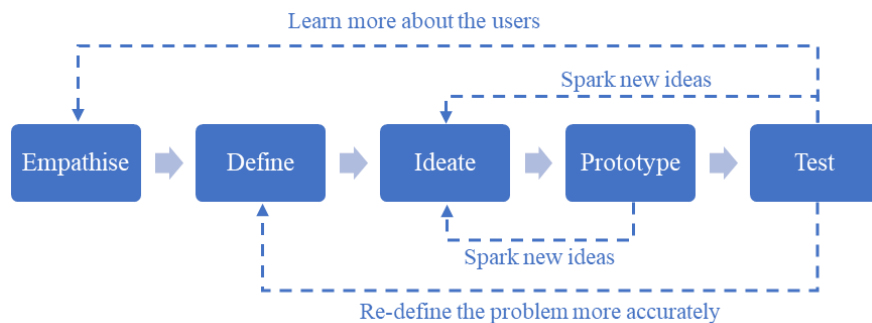 Learn more about the users
Spark new ideas
Empathise
Define
Ideate
Prototype
Test
Spark new ideas
Re-define the problem more accurately